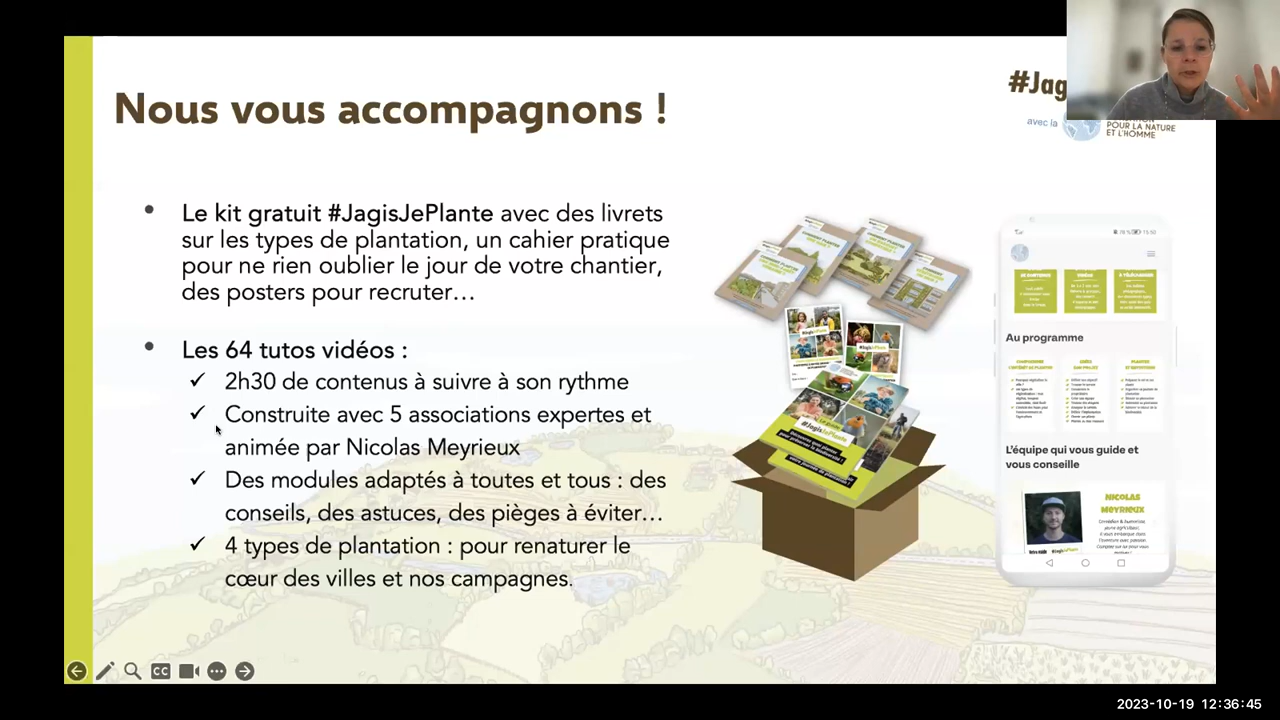 Nous vous accompagnons !
#Jag
avec la
POUR LA NATURE
ET L'HOMME
• Le kit gratuit #JagisJePlante avec des livrets
sur les types de plantation, un cahier pratique
pour ne rien oublier le jour de votre chantier,
des posters pour recruter…
• Les 64 tutos vidéos :
✓ 2h30 de contenus à suivre à son rythme
✓ Construit avec 5 associations expertes et
animée par Nicolas Meyrieux
✓ Des modules adaptés à toutes et tous : des
conseils, des astuces, des pièges à éviter…
✓ 4 types de plantation : pour renaturer le
cœur des villes et nos campagnes.
#JagisJePlante
Au programme
L'équipe qui vous guide et
vous conseille
NICOLAS
MEYRIEUX
CC
2023-10-19 12:36:45